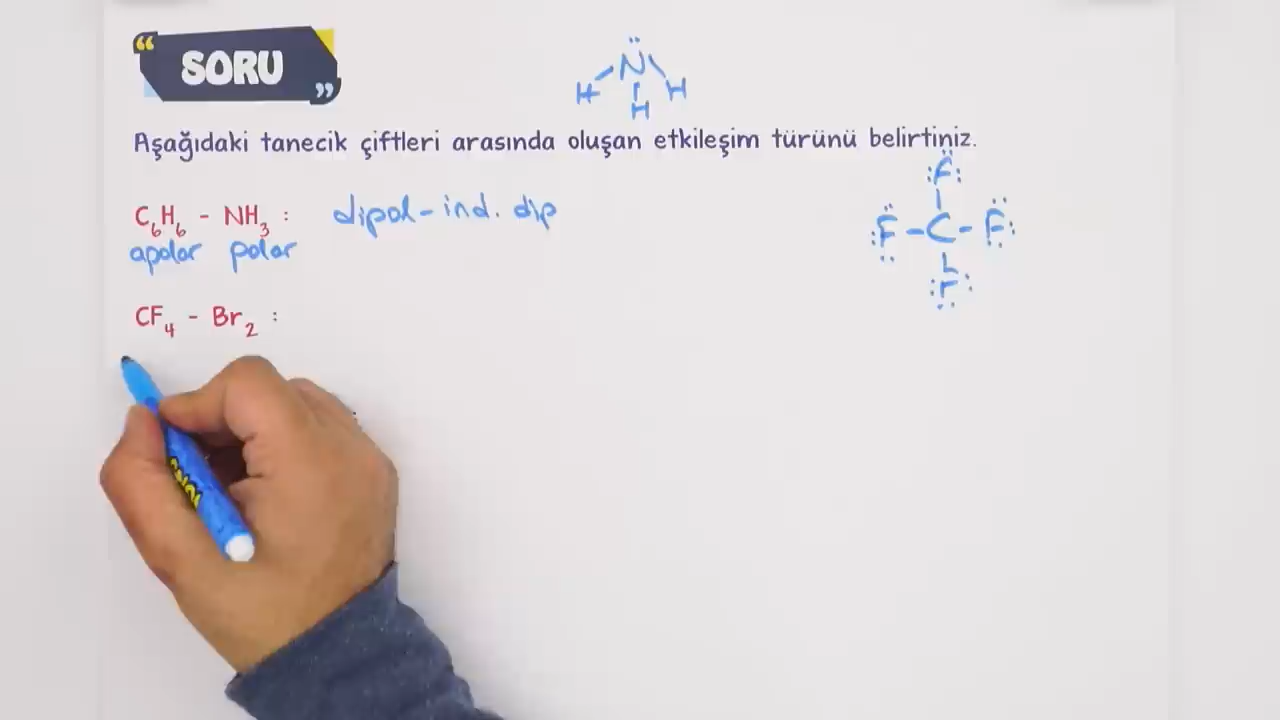 “ SORU ”
N
H H
H
Aşağıdaki tanecik çiftleri arasında oluşan etkileşim türünü belirtiniz.
C6H6 - NH3 : dipol - ind. dip
apolar polar
F
F - C - F
F
CF4 - Br2 :